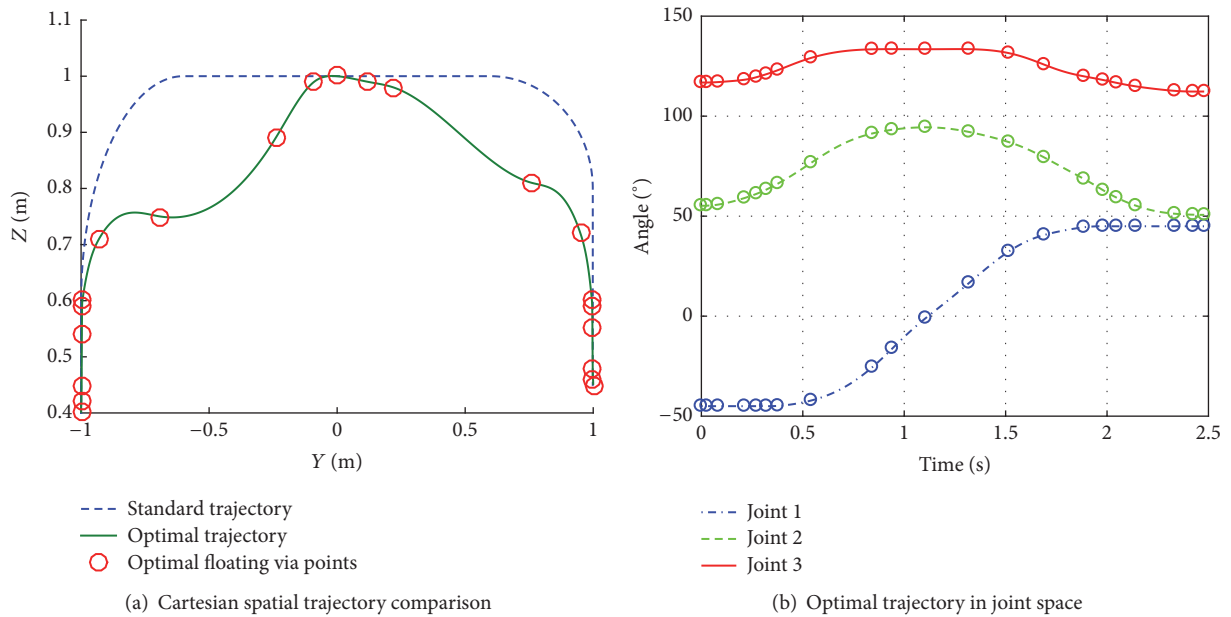 1.1
1
0.9
0.8
0.7
0.6
0.5
0.4
Z (m)
−1
−0.5
0
0.5
1
Y (m)
Standard trajectory
Optimal trajectory
Optimal floating via points
(a) Cartesian spatial trajectory comparison
150
100
50
0
−50
Angle (°)
0
0.5
1
1.5
2
2.5
Time (s)
Joint 1
Joint 2
Joint 3
(b) Optimal trajectory in joint space